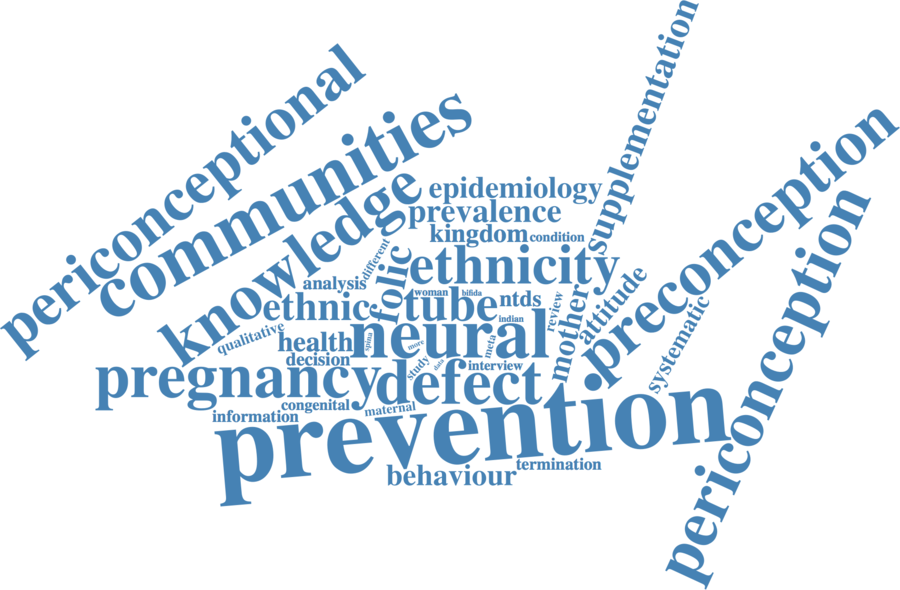 supplementation
periconceptional
communities
preconception
knowledge
epidemiology
prevalence
periconception
kingdom
condition
different
folic
ethnicity
analysis
attitude
woman
bifida
ethnic
tube
ntds
mother
review
systematic
indian
qualitative
health
spina
neural
more
meta
decision
study
data
interview
pregnancy
defect
congenital
maternal
information
prevention
termination
behaviour